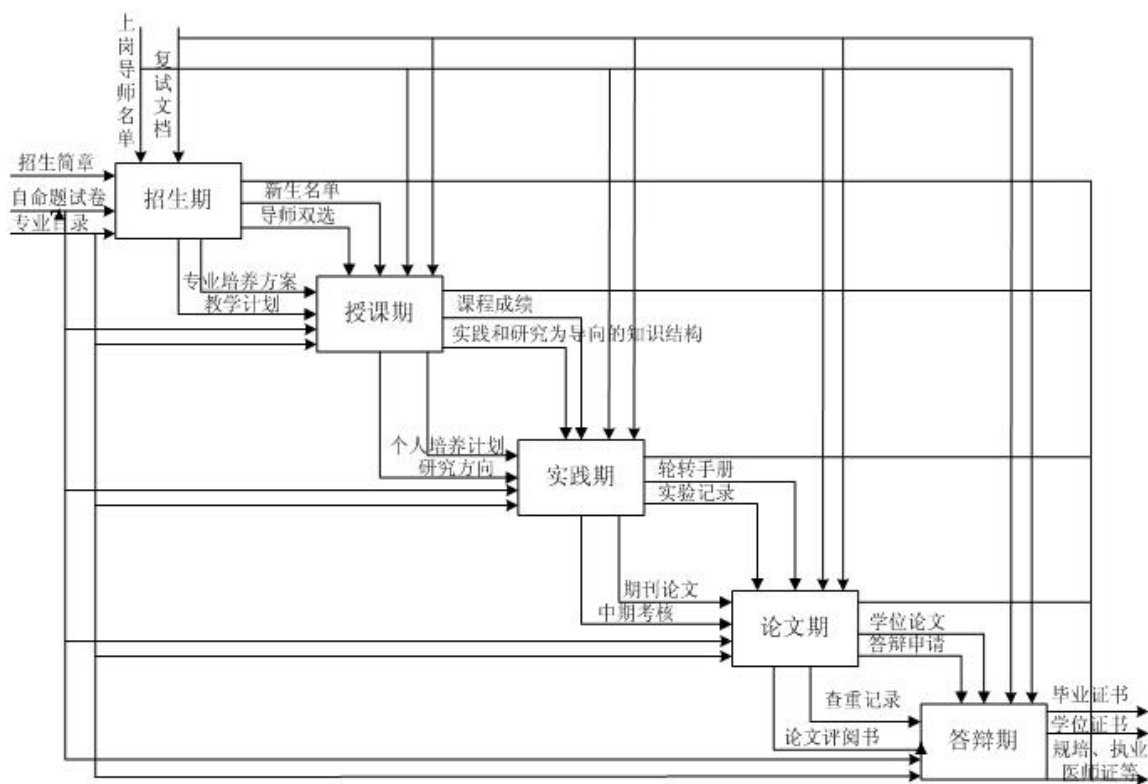 上岗导师名单
复试文档
招生简章
自命题试卷
专业目录
招生期
新生名单
导师双选
专业培养方案
教学计划
授课期
课程成绩
实践和研究为导向的知识结构
个人培养计划
研究方向
实践期
轮转手册
实验记录
期刊论文
中期考核
论文期
学位论文
答辩申请
查重记录
论文评阅书
答辩期
毕业证书
学位证书
规培、执业
医师证等